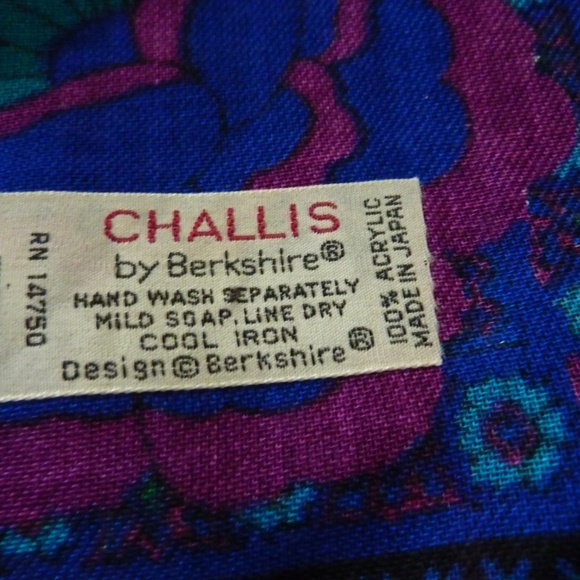 CHALLIS
by Berkshire®
HAND WASH SEPARATELY
MILD SOAP. LINE DRY
COOL IRON
Design © Berkshire ®
RN 14750
100% ACRYLIC
MADE IN JAPAN